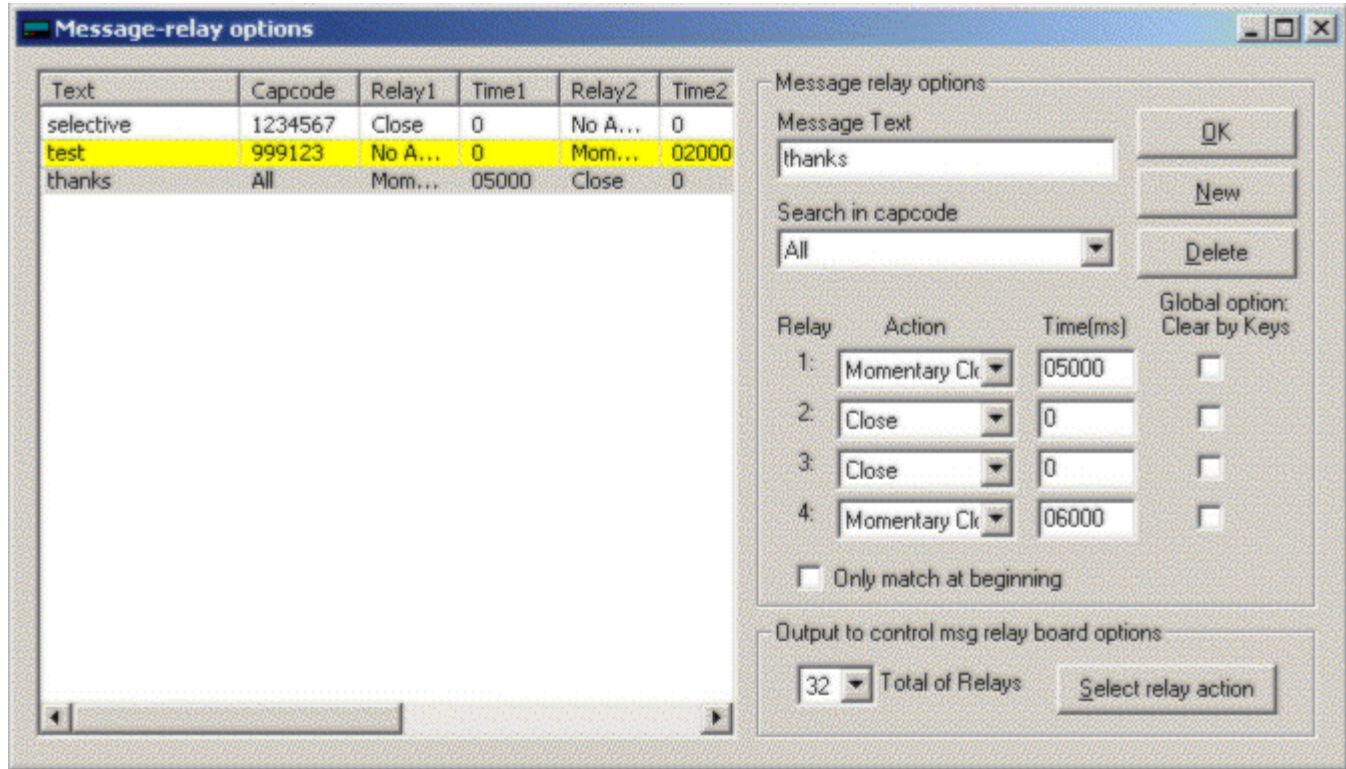 Message-relay options
Text Capcode Relay1 Time1 Relay2 Time2
selective 1234567 Close 0 No A... 0
test 999123 No A... 0 Mom... 02000
thanks All Mom... 05000 Close 0
Message relay options
Message Text
thanks
OK
New
Search in capcode
All
Delete
Global option:
Relay Action Time(ms) Clear by Keys
1: Momentary Clo 05000
2: Close 0
3: Close 0
4: Momentary Clo 06000
Only match at beginning
Output to control msg relay board options
32 Total of Relays Select relay action